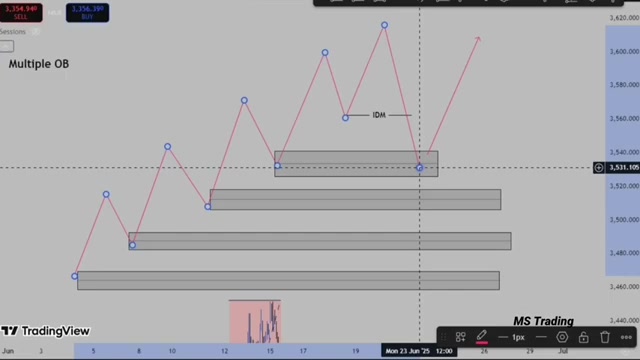 3,354.940
SELL
3,356.390
BUY
Sessions
Multiple OB
IDM
3,620.000
3,600.000
3,580.000
3,560.000
3,540.000
3,531.105
3,520.000
3,500.000
3,480.000
3,460.000
3,440.000
MS Trading
TradingView
1px
Jun
3
5
8
10
12
15
17
Mon 23 Jun '25 12:00
26
29
Jul